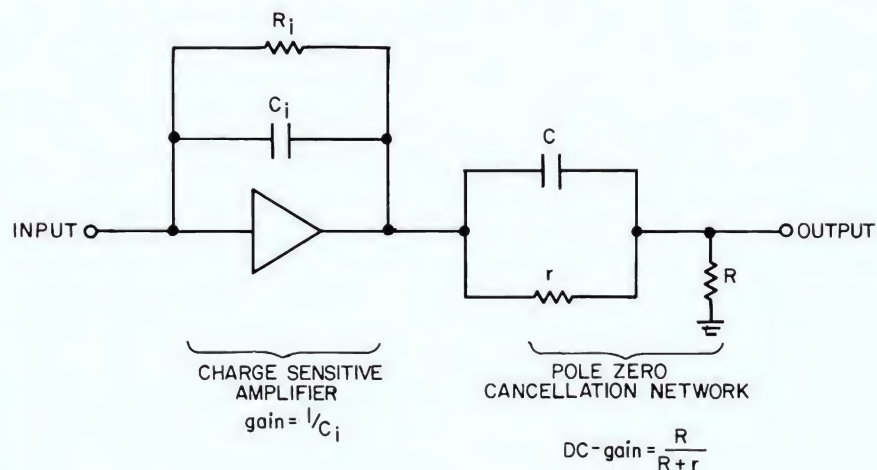 R_i
C_i
C
INPUT
OUTPUT
r
R
CHARGE SENSITIVE
AMPLIFIER
gain = 1/C_i
POLE ZERO
CANCELLATION NETWORK
DC-gain = R/R+r